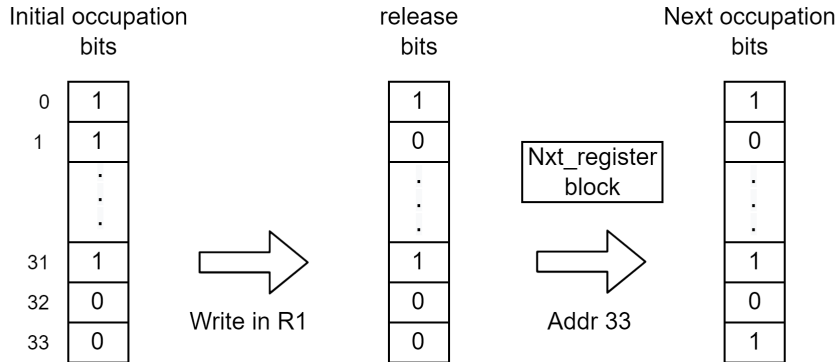 Initial occupation
bits
release
bits
Next occupation
bits
0 1 1 1
1 1 0 0
Nxt_register
block
31 1 1 1
32 0 0 0
Write in R1
Addr 33
33 0 0 1